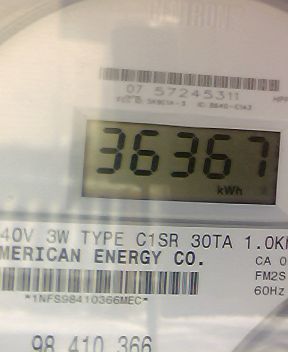 07 57245311
36367
kWh
40V 3W TYPE C1SR 30TA 1.0K
MERICAN ENERGY CO.
CA 0
FM2S
*1NFS98410366MEC*
60Hz
98 410 366